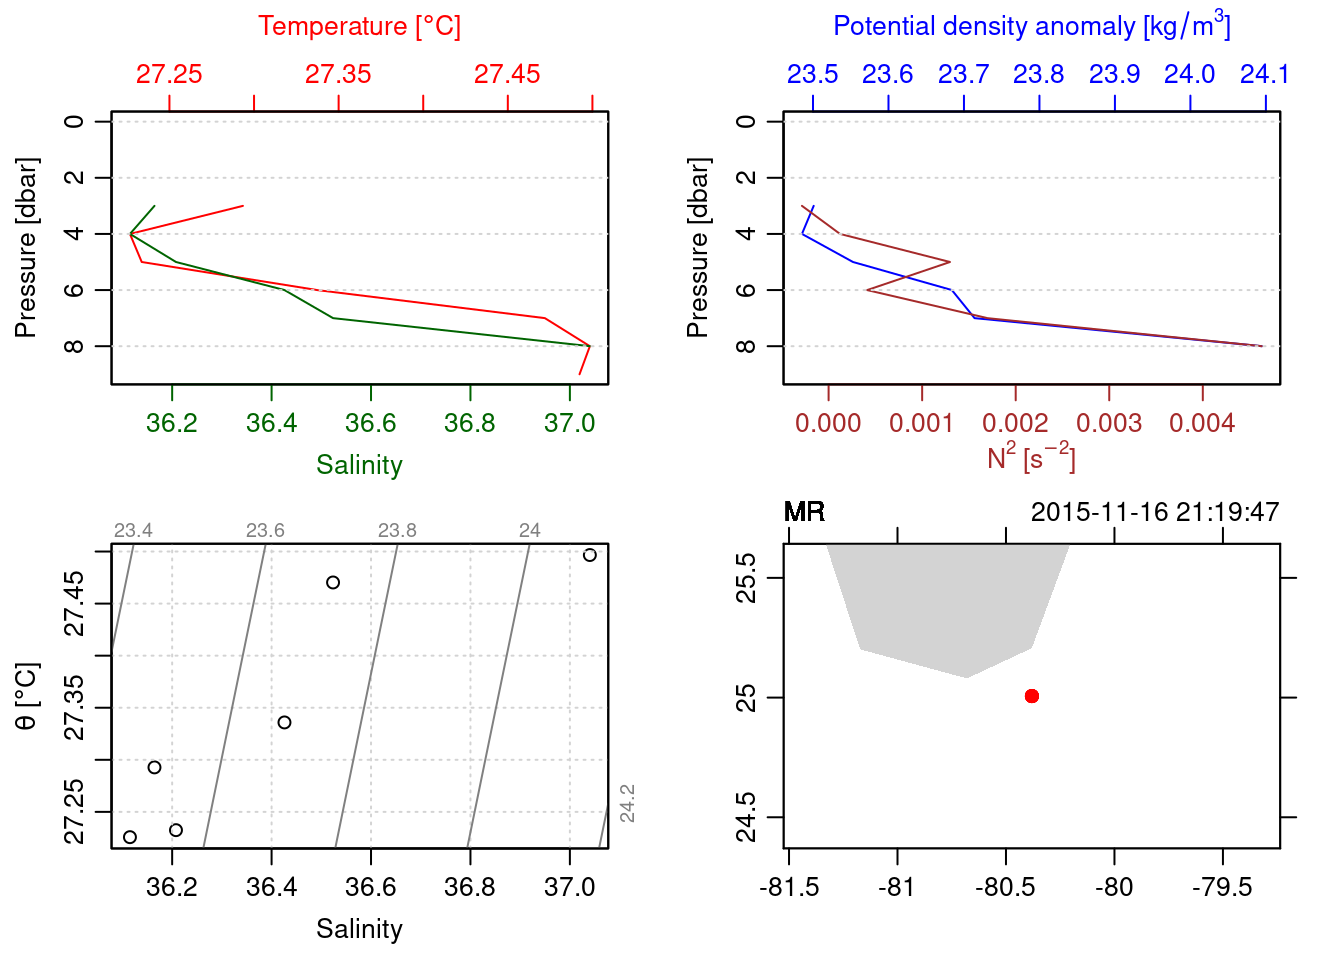 Temperature [°C]
27.25 27.35 27.45
0
2
4
6
8
Pressure [dbar]
36.2 36.4 36.6 36.8 37.0
Salinity
Potential density anomaly [kg/m³]
23.5 23.6 23.7 23.8 23.9 24.0 24.1
0
2
4
6
8
Pressure [dbar]
0.000 0.001 0.002 0.003 0.004
N² [s⁻²]
23.4 23.6 23.8 24
24.2
27.45
27.35
27.25
θ [°C]
36.2 36.4 36.6 36.8 37.0
Salinity
MR 2015-11-16 21:19:47
25.5
25
24.5
-81.5 -81 -80.5 -80 -79.5